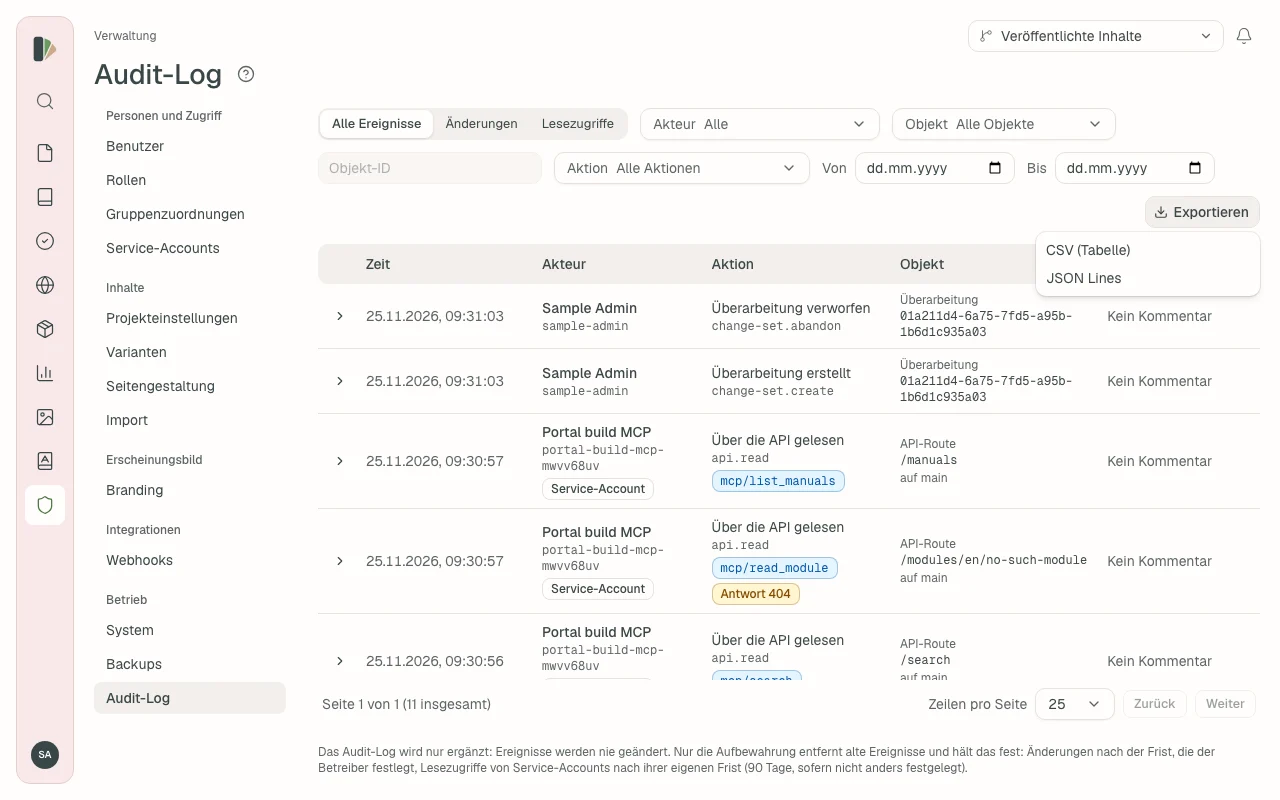 Verwaltung
Veröffentlichte Inhalte
Audit-Log
Personen und Zugriff
Benutzer
Rollen
Gruppenzuordnungen
Service-Accounts
Inhalte
Projekteinstellungen
Varianten
Seitengestaltung
Import
Erscheinungsbild
Branding
Integrationen
Webhooks
Betrieb
System
Backups
Audit-Log
SA
Alle Ereignisse Änderungen Lesezugriffe Akteur Alle Objekt Alle Objekte
Objekt-ID Aktion Alle Aktionen Von dd.mm.yyyy Bis dd.mm.yyyy
Exportieren
CSV (Tabelle)
JSON Lines
Zeit Akteur Aktion Objekt
25.11.2026, 09:31:03
Sample Admin
sample-admin
Überarbeitung verworfen
change-set.abandon
Überarbeitung
01a211d4-6a75-7fd5-a95b-
1b6d1c935a03
Kein Kommentar
25.11.2026, 09:31:03
Sample Admin
sample-admin
Überarbeitung erstellt
change-set.create
Überarbeitung
01a211d4-6a75-7fd5-a95b-
1b6d1c935a03
Kein Kommentar
25.11.2026, 09:30:57
Portal build MCP
portal-build-mcp-
mwvv68uv
Service-Account
Über die API gelesen
api.read
mcp/list_manuals
API-Route
/manuals
auf main
Kein Kommentar
25.11.2026, 09:30:57
Portal build MCP
portal-build-mcp-
mwvv68uv
Service-Account
Über die API gelesen
api.read
mcp/read_module
Antwort 404
API-Route
/modules/en/no-such-module
auf main
Kein Kommentar
25.11.2026, 09:30:56
Portal build MCP
portal-build-mcp-
mwvv68uv
Über die API gelesen
api.read
mcp/search
API-Route
/search
auf main
Kein Kommentar
Seite 1 von 1 (11 insgesamt)
Zeilen pro Seite 25 Zurück Weiter
Das Audit-Log wird nur ergänzt: Ereignisse werden nie geändert. Nur die Aufbewahrung entfernt alte Ereignisse und hält das fest: Änderungen nach der Frist, die der
Betreiber festlegt, Lesezugriffe von Service-Accounts nach ihrer eigenen Frist (90 Tage, sofern nicht anders festgelegt).